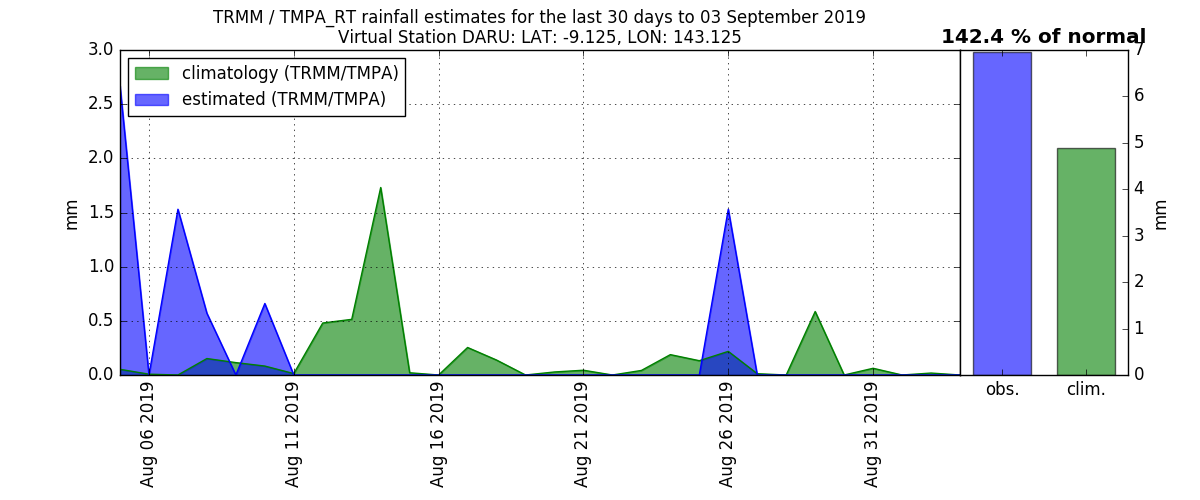 TRMM / TMPA_RT rainfall estimates for the last 30 days to 03 September 2019
Virtual Station DARU: LAT: -9.125, LON: 143.125
142.4 % of normal
climatology (TRMM/TMPA)
estimated (TRMM/TMPA)
mm
3.0
2.5
2.0
1.5
1.0
0.5
0.0
Aug 06 2019
Aug 11 2019
Aug 16 2019
Aug 21 2019
Aug 26 2019
Aug 31 2019
7
6
5
4
3
2
1
0
mm
obs.
clim.